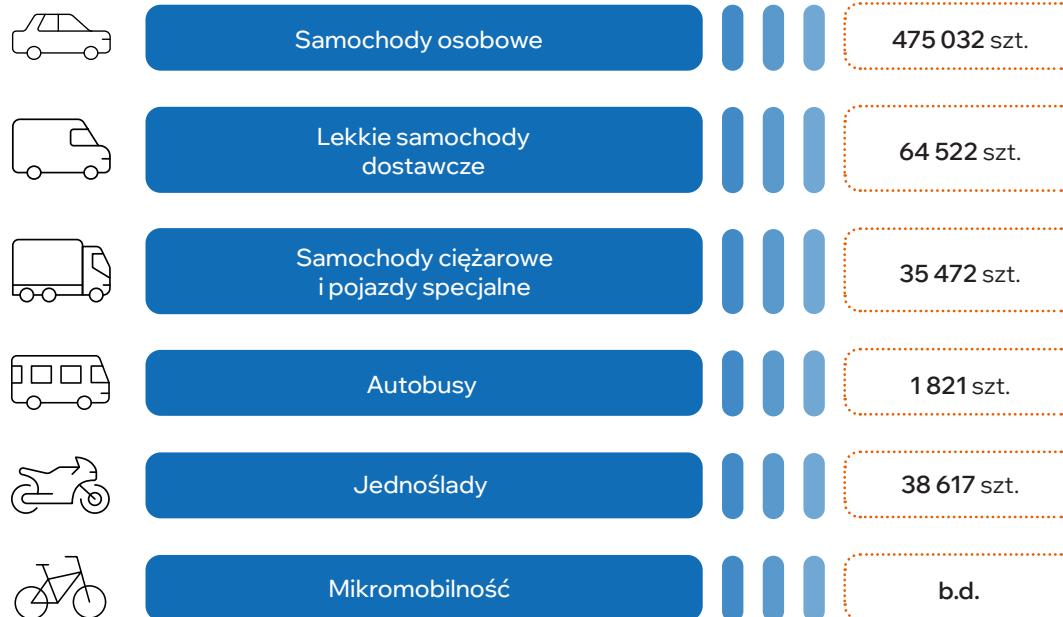 Samochody osobowe
475 032 szt.
Lekkie samochody
dostawcze
64 522 szt.
Samochody ciężarowe
i pojazdy specjalne
35 472 szt.
Autobusy
1 821 szt.
Jednoślady
38 617 szt.
Mikromobilność
b.d.